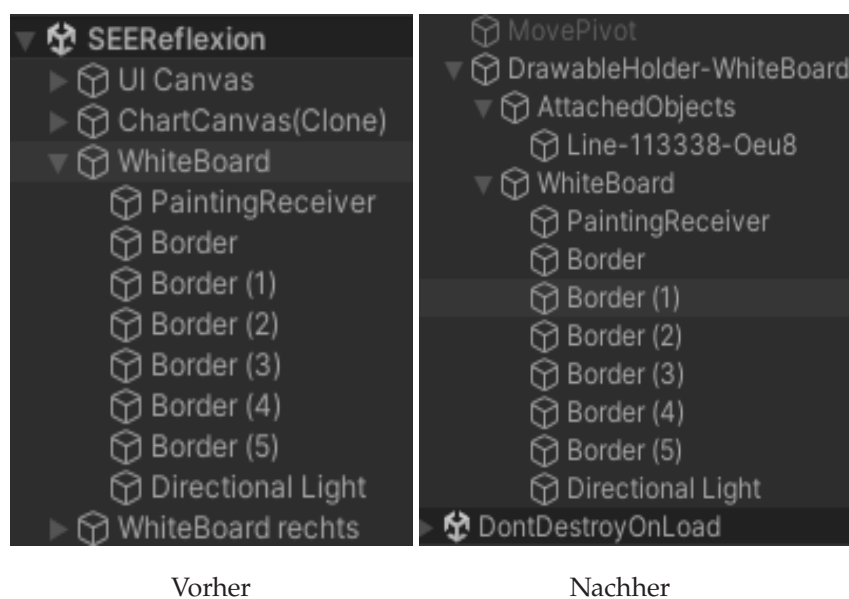 SEEReflexion
UI Canvas
ChartCanvas(Clone)
WhiteBoard
PaintingReceiver
Border
Border (1)
Border (2)
Border (3)
Border (4)
Border (5)
Directional Light
WhiteBoard rechts
Vorher
MovePivot
DrawableHolder-WhiteBoard
AttachedObjects
Line-113338-Oeu8
WhiteBoard
PaintingReceiver
Border
Border (1)
Border (2)
Border (3)
Border (4)
Border (5)
Directional Light
DontDestroyOnLoad
Nachher